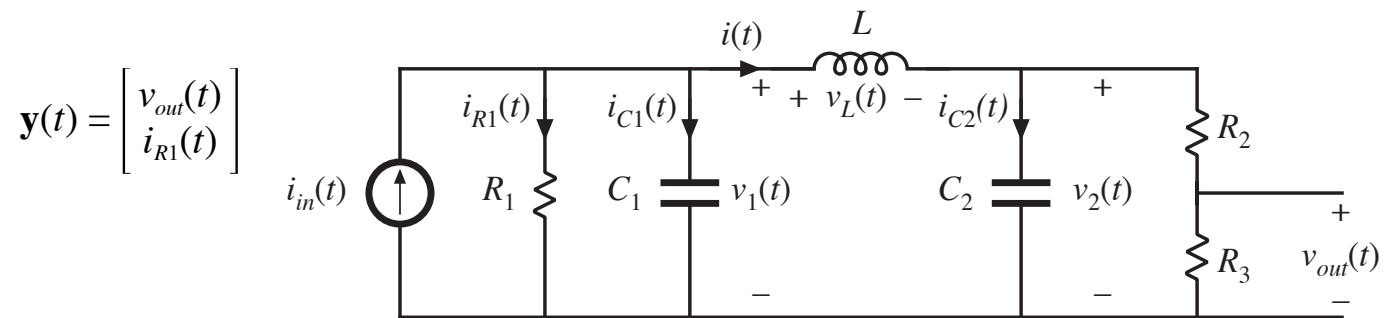 y(t) = [ v_out(t) i_R1(t) ]
i(t)
L
+ + v_L(t) −
i_R1(t)
i_C1(t)
i_C2(t)
+
R_2
i_in(t)
R_1
C_1
v_1(t)
C_2
v_2(t)
+
R_3
v_out(t)
−
−
−